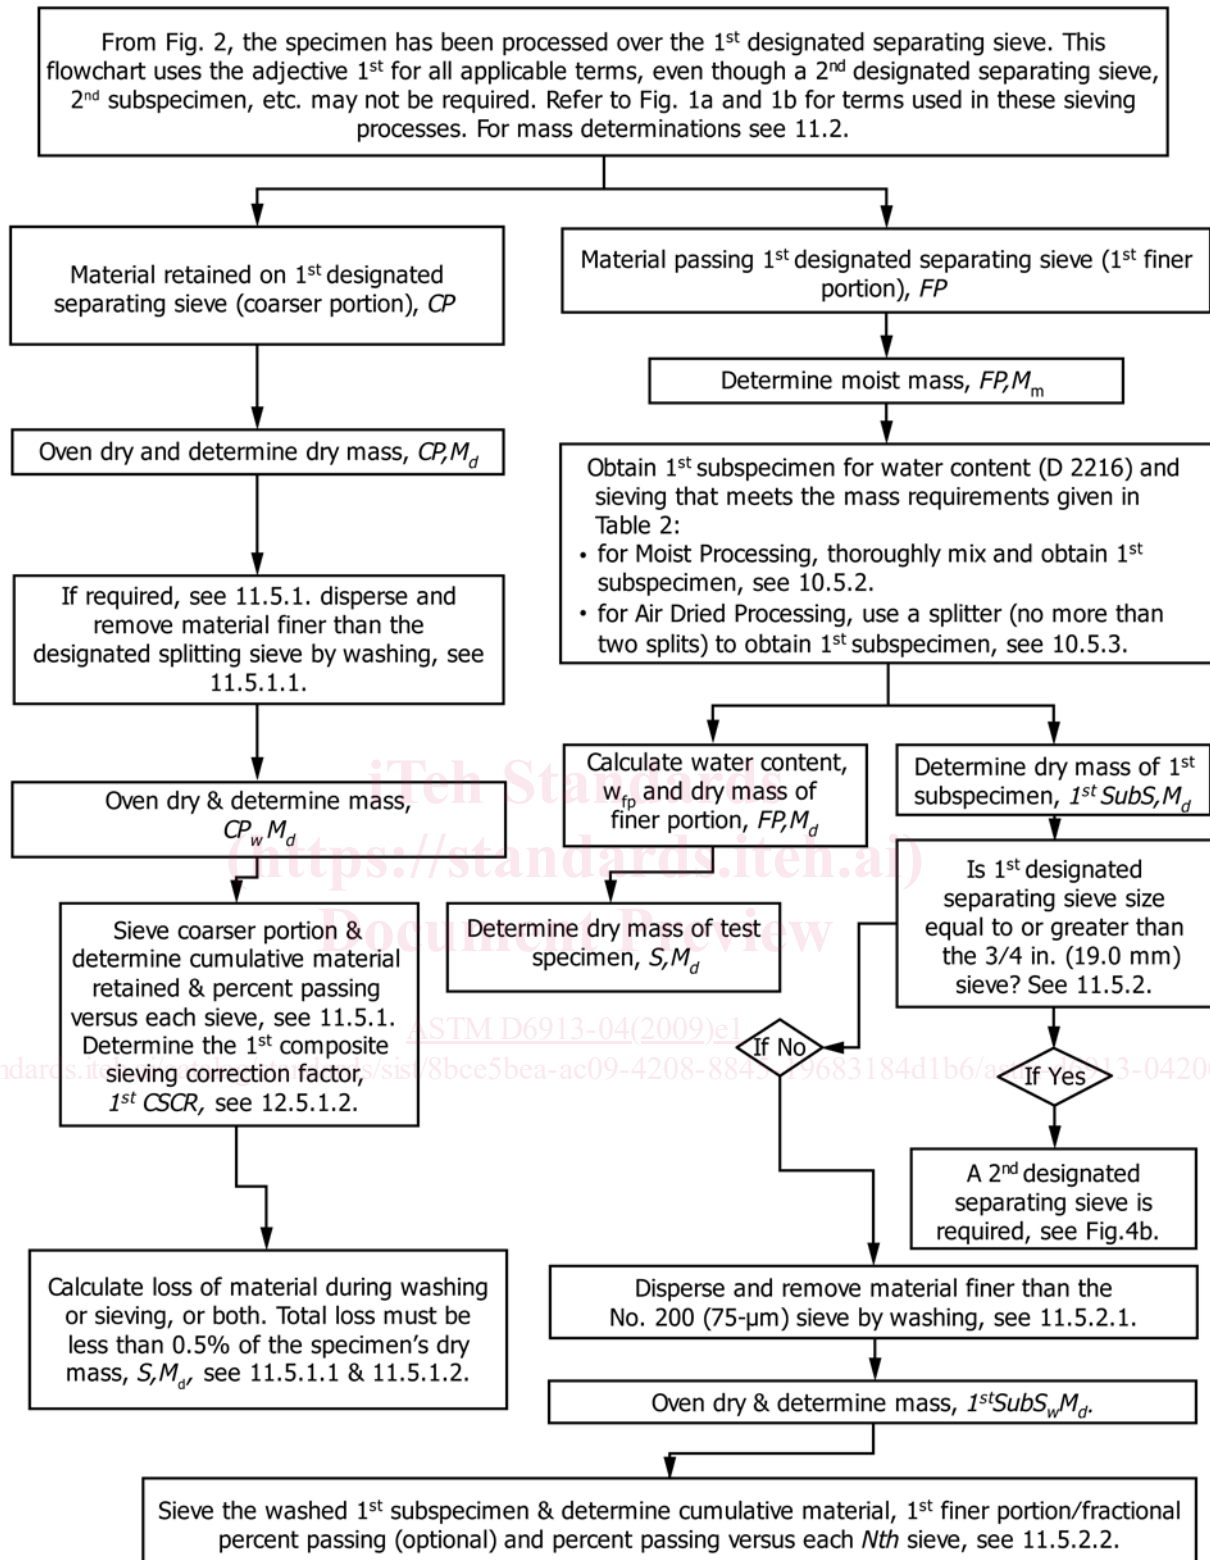 From Fig. 2, the specimen has been processed over the 1st designated separating sieve. This
flowchart uses the adjective 1st for all applicable terms, even though a 2nd designated separating sieve,
2nd subspecimen, etc. may not be required. Refer to Fig. 1a and 1b for terms used in these sieving
processes. For mass determinations see 11.2.
Material retained on 1st designated
separating sieve (coarser portion), CP
Oven dry and determine dry mass, CP,Md
If required, see 11.5.1. disperse and
remove material finer than the
designated splitting sieve by washing, see
11.5.1.1.
Oven dry & determine mass,
CPw Md
Sieve coarser portion &
determine cumulative material
retained & percent passing
versus each sieve, see 11.5.1.
Determine the 1st composite
sieving correction factor,
1st CSCR, see 12.5.1.2.
Calculate loss of material during washing
or sieving, or both. Total loss must be
less than 0.5% of the specimen's dry
mass, S,Md, see 11.5.1.1 & 11.5.1.2.
Material passing 1st designated separating sieve (1st finer
portion), FP
Determine moist mass, FP,Mm
Obtain 1st subspecimen for water content (D 2216) and
sieving that meets the mass requirements given in
Table 2:
• for Moist Processing, thoroughly mix and obtain 1st
subspecimen, see 10.5.2.
• for Air Dried Processing, use a splitter (no more than
two splits) to obtain 1st subspecimen, see 10.5.3.
Calculate water content,
wfp and dry mass of
finer portion, FP,Md
Determine dry mass of test
specimen, S,Md
Determine dry mass of 1st
subspecimen, 1st SubS,Md
Is 1st designated
separating sieve size
equal to or greater than
the 3/4 in. (19.0 mm)
sieve? See 11.5.2.
If No
If Yes
A 2nd designated
separating sieve is
required, see Fig.4b.
Disperse and remove material finer than the
No. 200 (75-µm) sieve by washing, see 11.5.2.1.
Oven dry & determine mass, 1stSubSwMd.
Sieve the washed 1st subspecimen & determine cumulative material, 1st finer portion/fractional
percent passing (optional) and percent passing versus each Nth sieve, see 11.5.2.2.
iTeh Standards
(https://standards.iteh.ai)
Document Preview
ASTM D6913-04(2009)e1